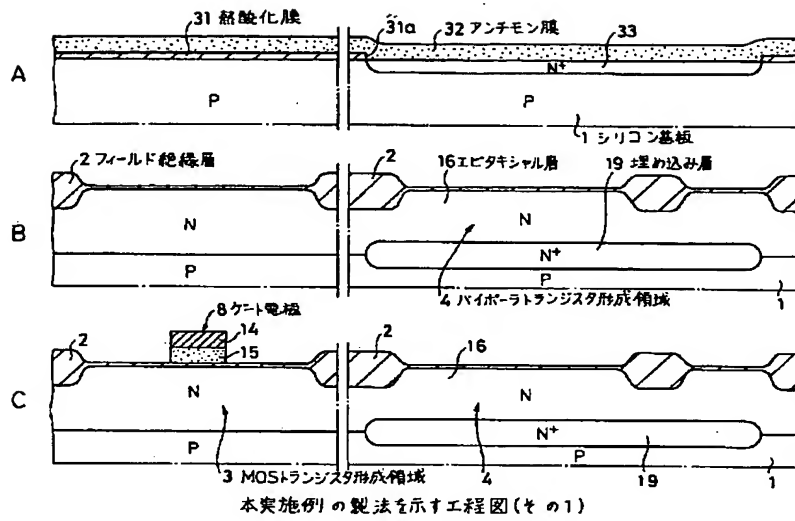 31 熱酸化膜
31a
32 アンチモン膜
33
A
N+
P
P
1 シリコン基板
2 フィールド絶縁層
2
16 エピタキシャル層
19 埋め込み層
B
N
N
N+
P
P
4 バイポーラトランジスタ形成領域
1
8 ゲート電極
14
15
2
2
16
C
N
N
N+
P
P
3 MOSトランジスタ形成領域
4
19
1
本実施例の製法を示す工程図(その1)